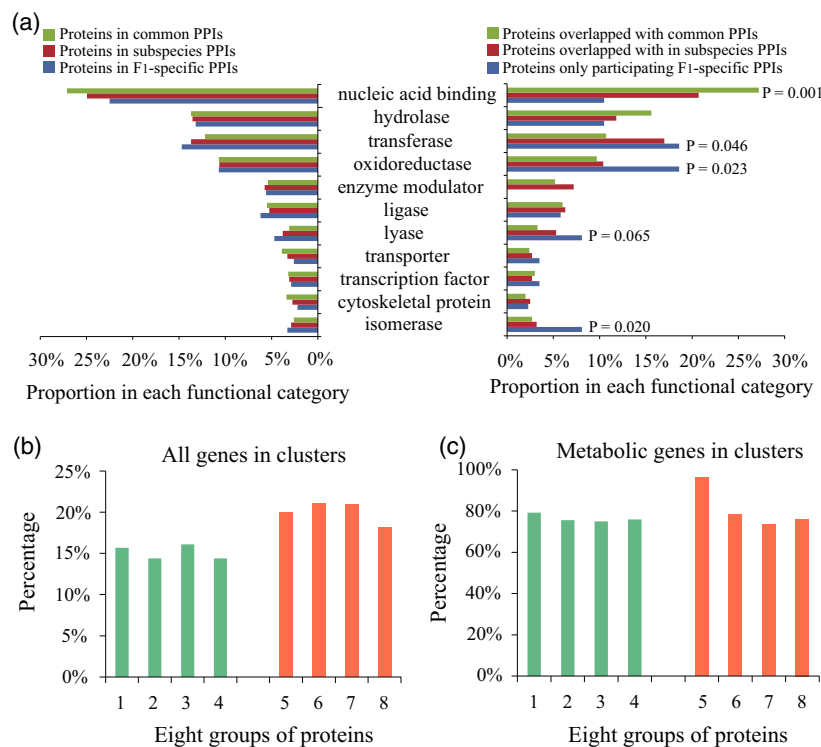 (a)
Proteins in common PPIs
Proteins in subspecies PPIs
Proteins in F1-specific PPIs
Proteins overlapped with common PPIs
Proteins overlapped with in subspecies PPIs
Proteins only participating F1-specific PPIs
nucleic acid binding
P = 0.001
hydrolase
transferase
P = 0.046
oxidoreductase
P = 0.023
enzyme modulator
ligase
lyase
P = 0.065
transporter
transcription factor
cytoskeletal protein
isomerase
P = 0.020
30% 25% 20% 15% 10% 5% 0%
0% 5% 10% 15% 20% 25% 30%
Proportion in each functional category
Proportion in each functional category
(b)
All genes in clusters
25%
20%
15%
10%
5%
0%
Percentage
1 2 3 4 5 6 7 8
Eight groups of proteins
(c)
Metabolic genes in clusters
100%
80%
60%
40%
20%
0%
Percentage
1 2 3 4 5 6 7 8
Eight groups of proteins